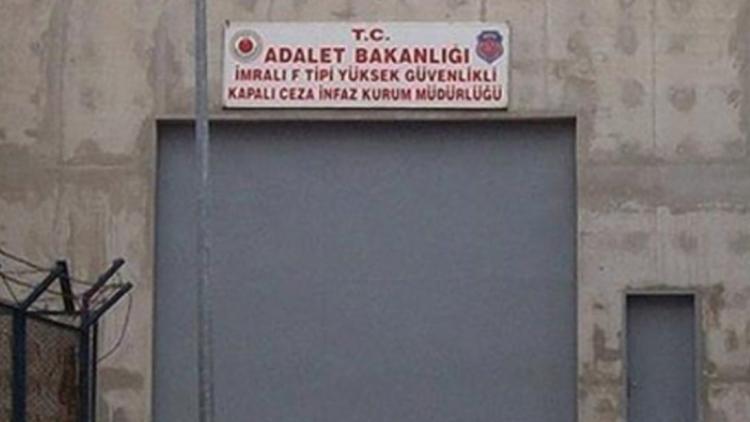 T.C.
ADALET BAKANLIĞI
İMRALI F TİPİ YÜKSEK GÜVENLİKLİ
KAPALI CEZA İNFAZ KURUM MÜDÜRLÜĞÜ